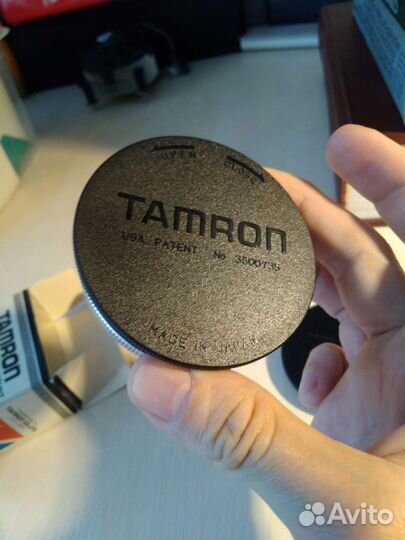 OPEN CLOSE
TAMRON
USA. PATENT. No 3500735
MADE IN JAPAN
TAMRON
Avito